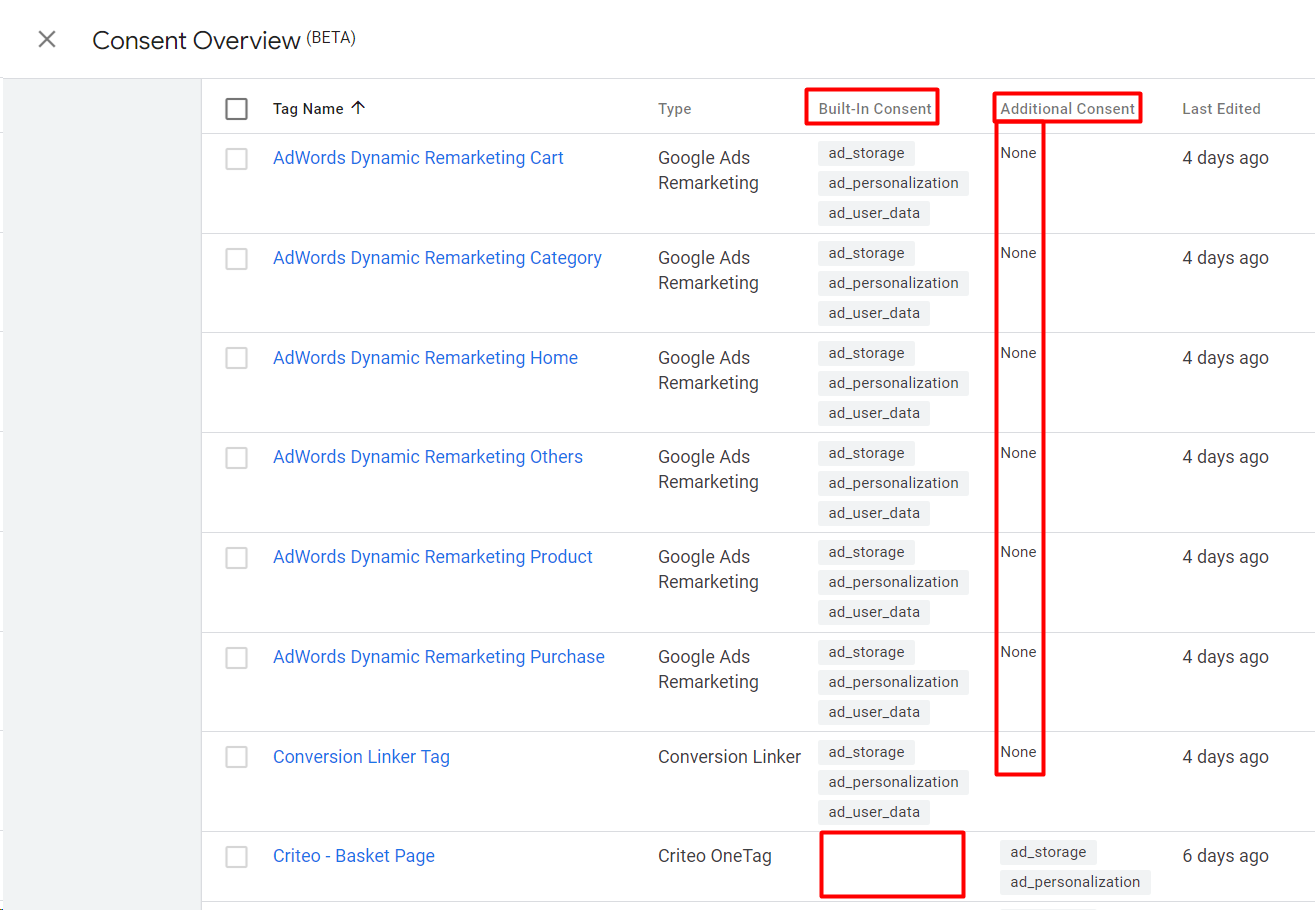 Consent Overview (BETA)
Tag Name Type Built-In Consent Additional Consent Last Edited
AdWords Dynamic Remarketing Cart Google Ads Remarketing ad_storage None 4 days ago
ad_personalization
ad_user_data
AdWords Dynamic Remarketing Category Google Ads Remarketing ad_storage None 4 days ago
ad_personalization
ad_user_data
AdWords Dynamic Remarketing Home Google Ads Remarketing ad_storage None 4 days ago
ad_personalization
ad_user_data
AdWords Dynamic Remarketing Others Google Ads Remarketing ad_storage None 4 days ago
ad_personalization
ad_user_data
AdWords Dynamic Remarketing Product Google Ads Remarketing ad_storage None 4 days ago
ad_personalization
ad_user_data
AdWords Dynamic Remarketing Purchase Google Ads Remarketing ad_storage None 4 days ago
ad_personalization
ad_user_data
Conversion Linker Tag Conversion Linker ad_storage None 4 days ago
ad_personalization
ad_user_data
Criteo - Basket Page Criteo OneTag ad_storage 6 days ago
ad_personalization